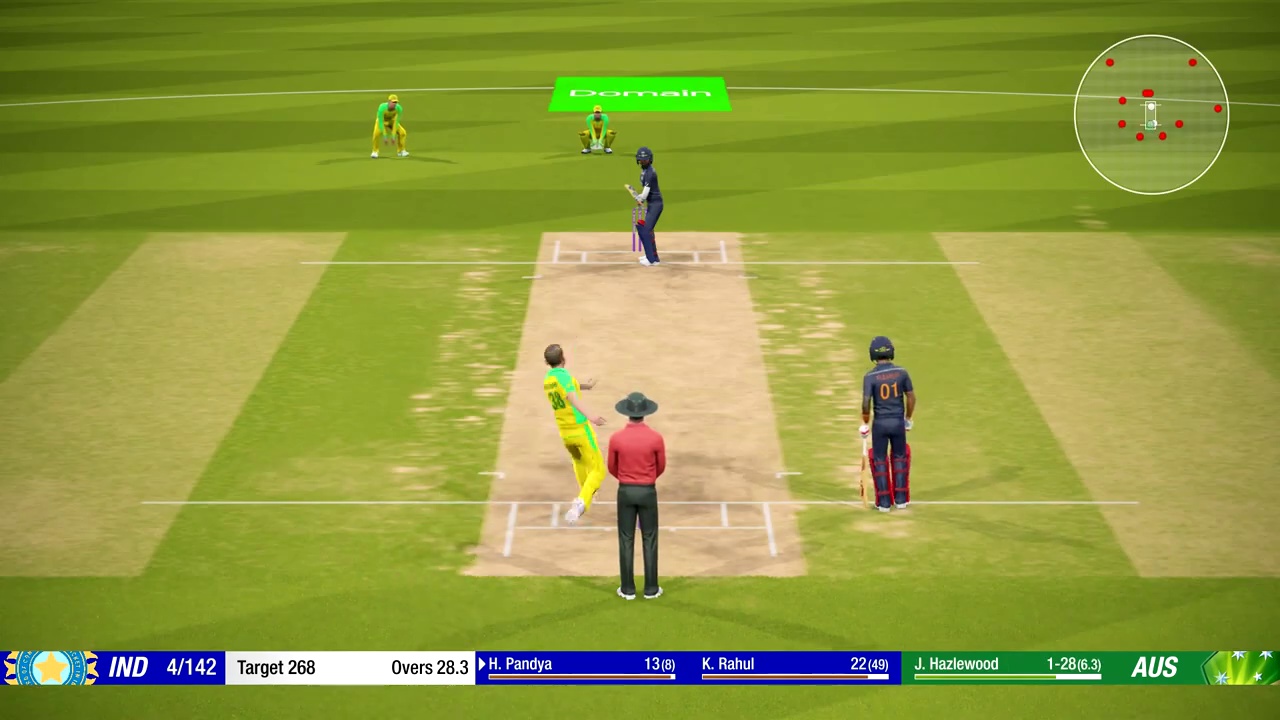 Domain
38
01
IND 4/142 Target 268 Overs 28.3 H. Pandya 13(8) K. Rahul 22(49) J. Hazlewood 1-28(6.3) AUS